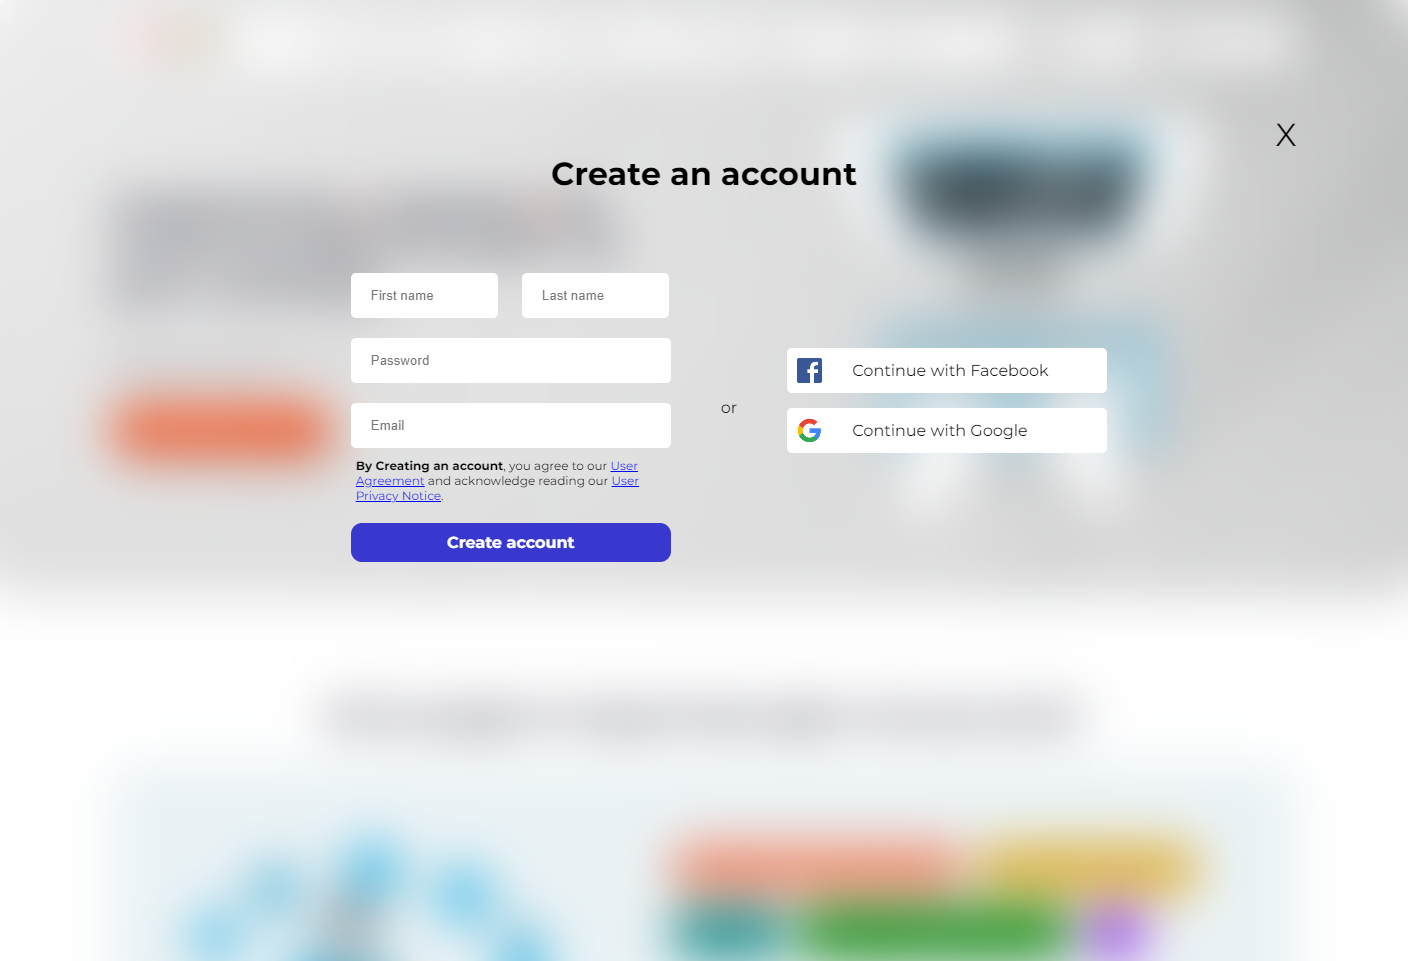 X
Create an account
First name
Last name
Password
Email
By Creating an account, you agree to our User
Agreement and acknowledge reading our User
Privacy Notice.
Create account
or
Continue with Facebook
Continue with Google